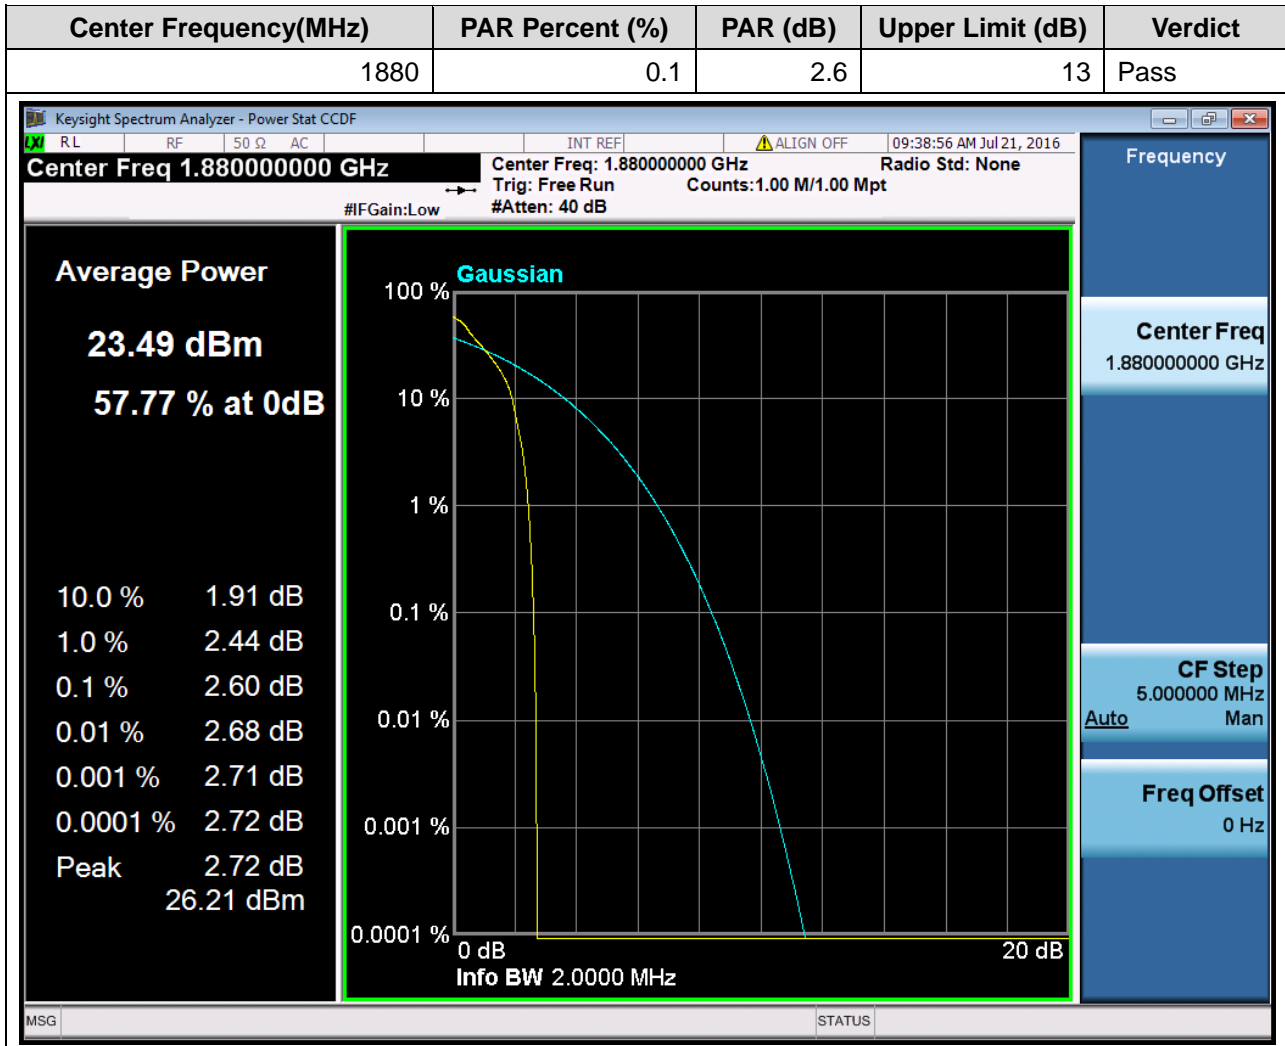 Center Frequency(MHz) PAR Percent (%) PAR (dB) Upper Limit (dB) Verdict
1880 0.1 2.6 13 Pass
Keysight Spectrum Analyzer - Power Stat CCDF
LXI RL RF 50 Ω AC INT REF ALIGN OFF 09:38:56 AM Jul 21, 2016
Center Freq 1.880000000 GHz
Center Freq: 1.880000000 GHz Radio Std: None
Trig: Free Run Counts:1.00 M/1.00 Mpt
#IFGain:Low #Atten: 40 dB
Average Power
23.49 dBm
57.77 % at 0dB
10.0 % 1.91 dB
1.0 % 2.44 dB
0.1 % 2.60 dB
0.01 % 2.68 dB
0.001 % 2.71 dB
0.0001 % 2.72 dB
Peak 2.72 dB
26.21 dBm
Gaussian
100 %
10 %
1 %
0.1 %
0.01 %
0.001 %
0.0001 %
0 dB 20 dB
Info BW 2.0000 MHz
Frequency
Center Freq
1.880000000 GHz
CF Step
5.000000 MHz
Auto Man
Freq Offset
0 Hz
MSG STATUS